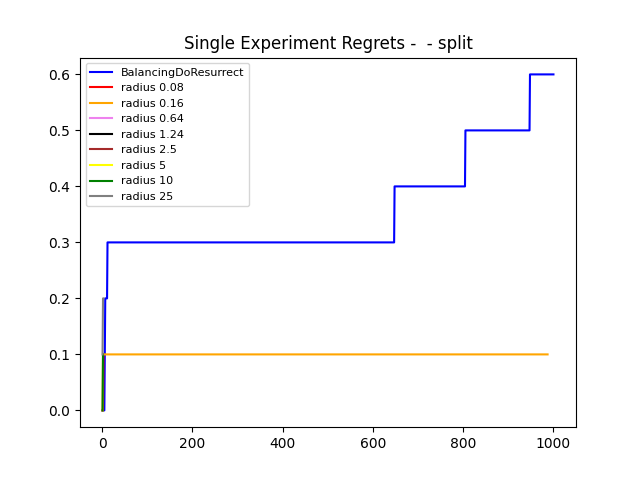 Single Experiment Regrets -  - split
BalancingDoResurrect
radius 0.08
radius 0.16
radius 0.64
radius 1.24
radius 2.5
radius 5
radius 10
radius 25
0.6
0.5
0.4
0.3
0.2
0.1
0.0
0 200 400 600 800 1000